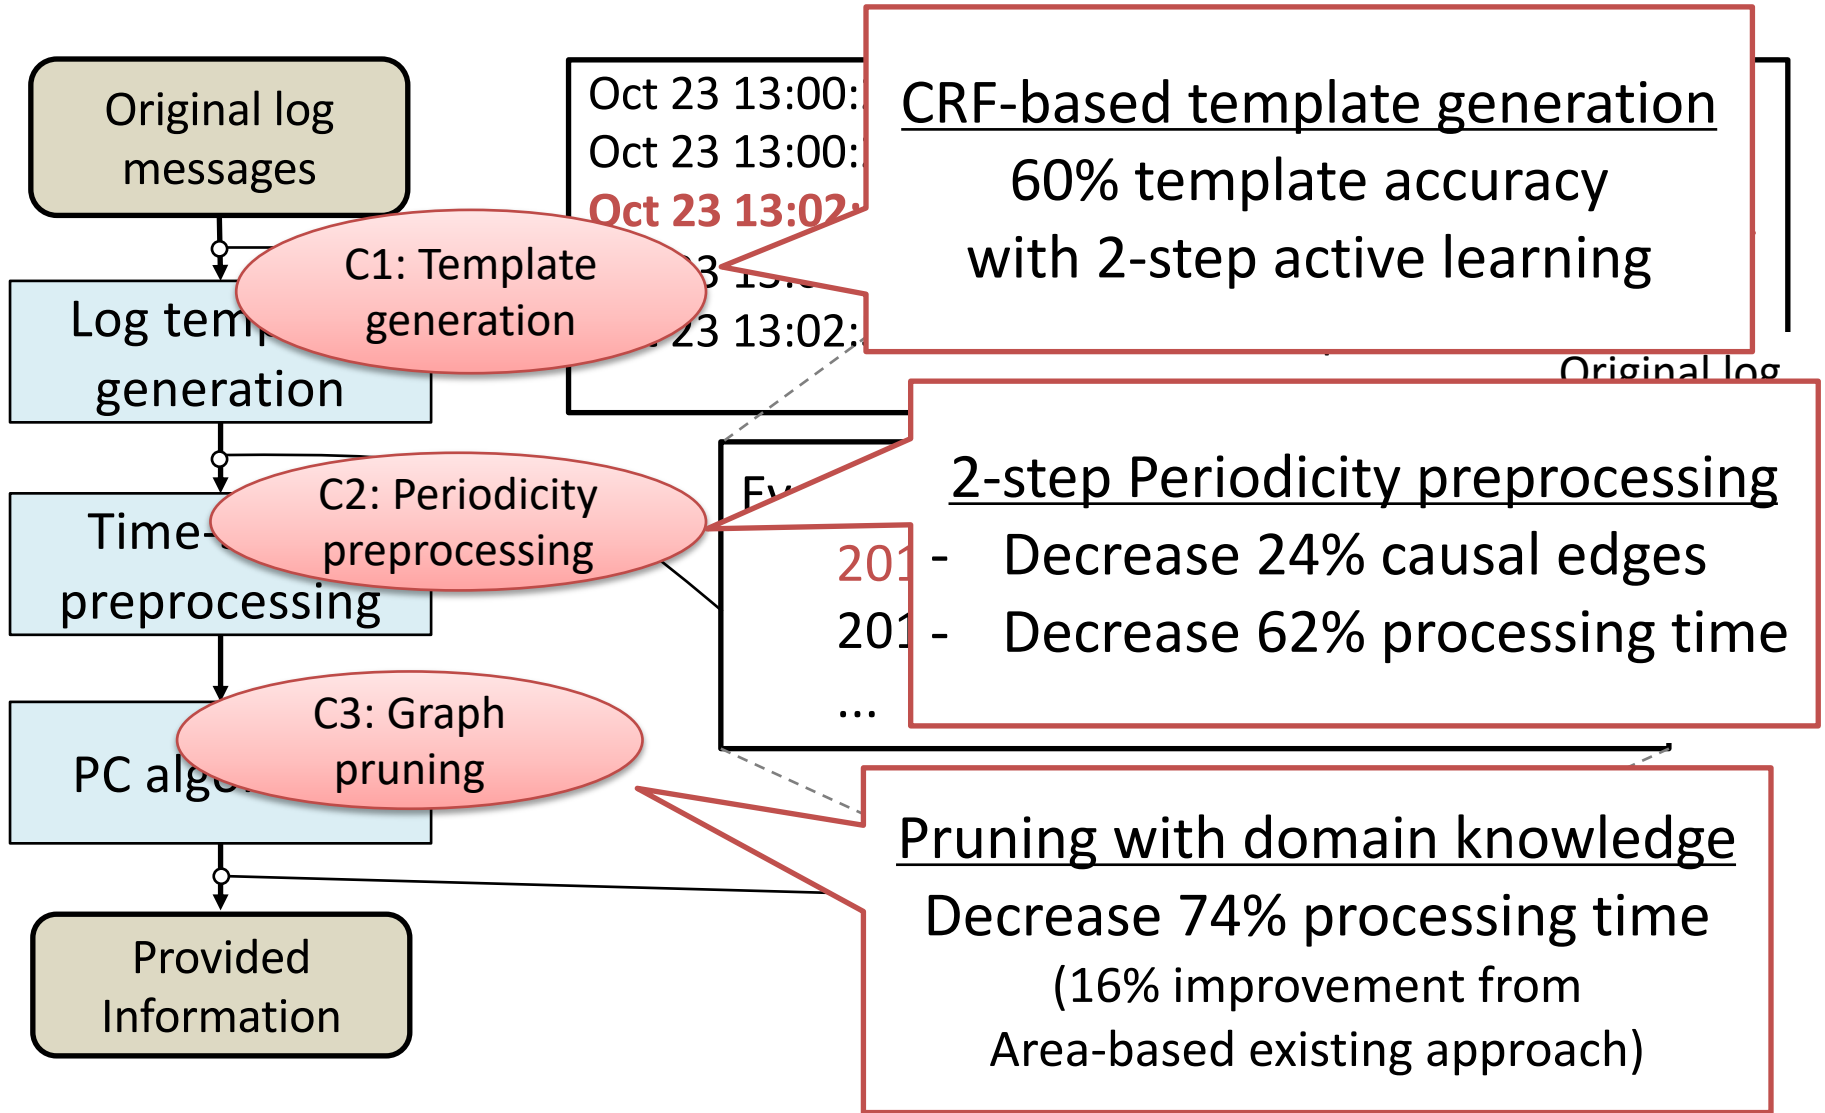 Original log
messages
Oct 23 13:00:
Oct 23 13:00:
Oct 23 13:02:
23 13:02:
CRF-based template generation
60% template accuracy
with 2-step active learning
C1: Template
generation
Log
generation
Original log
C2: Periodicity
preprocessing
Time-
preprocessing
201
201
...
2-step Periodicity preprocessing
- Decrease 24% causal edges
- Decrease 62% processing time
C3: Graph
pruning
PC
Pruning with domain knowledge
Decrease 74% processing time
(16% improvement from
Area-based existing approach)
Provided
Information